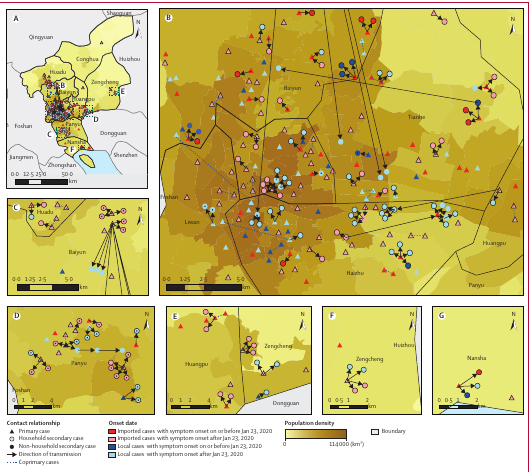 A
Shaoguan
N
Qingyuan
Conghua
Huadu
Huizhou
Zengcheng
B
E
Huangpu
D
Foshan
C
Panyu
Dongguan
Nansha
F
Jiangmen
Zhongshan
Shenzhen
0·0 12·5 25·0 50·0
km
B
N
Baiyun
Tianhe
Foshan
Liwan
Haizhu
Huangpu
Panyu
0·0 1·25 2·5 5·0
km
C
N
Huadu
Baiyun
0·0 1·25 2·5 5·0
km
D
N
Panyu
Foshan
0 1 2 4
km
E
N
Zengcheng
Huangpu
Dongguan
0 1 2 4
km
F
N
Huizhou
Zengcheng
0 0·5 1 2
km
G
N
Nansha
0 0·5 1 2
km
Contact relationship
Primary case
Household secondary case
Non-household secondary case
Direction of transmission
Coprimary cases
Onset date
Imported cases with symptom onset on or before Jan 23, 2020
Imported cases with symptom onset after Jan 23, 2020
Local cases with symptom onset on or before Jan 23, 2020
Local cases with symptom onset after Jan 23, 2020
Population density
0 114000 (km²)
Boundary